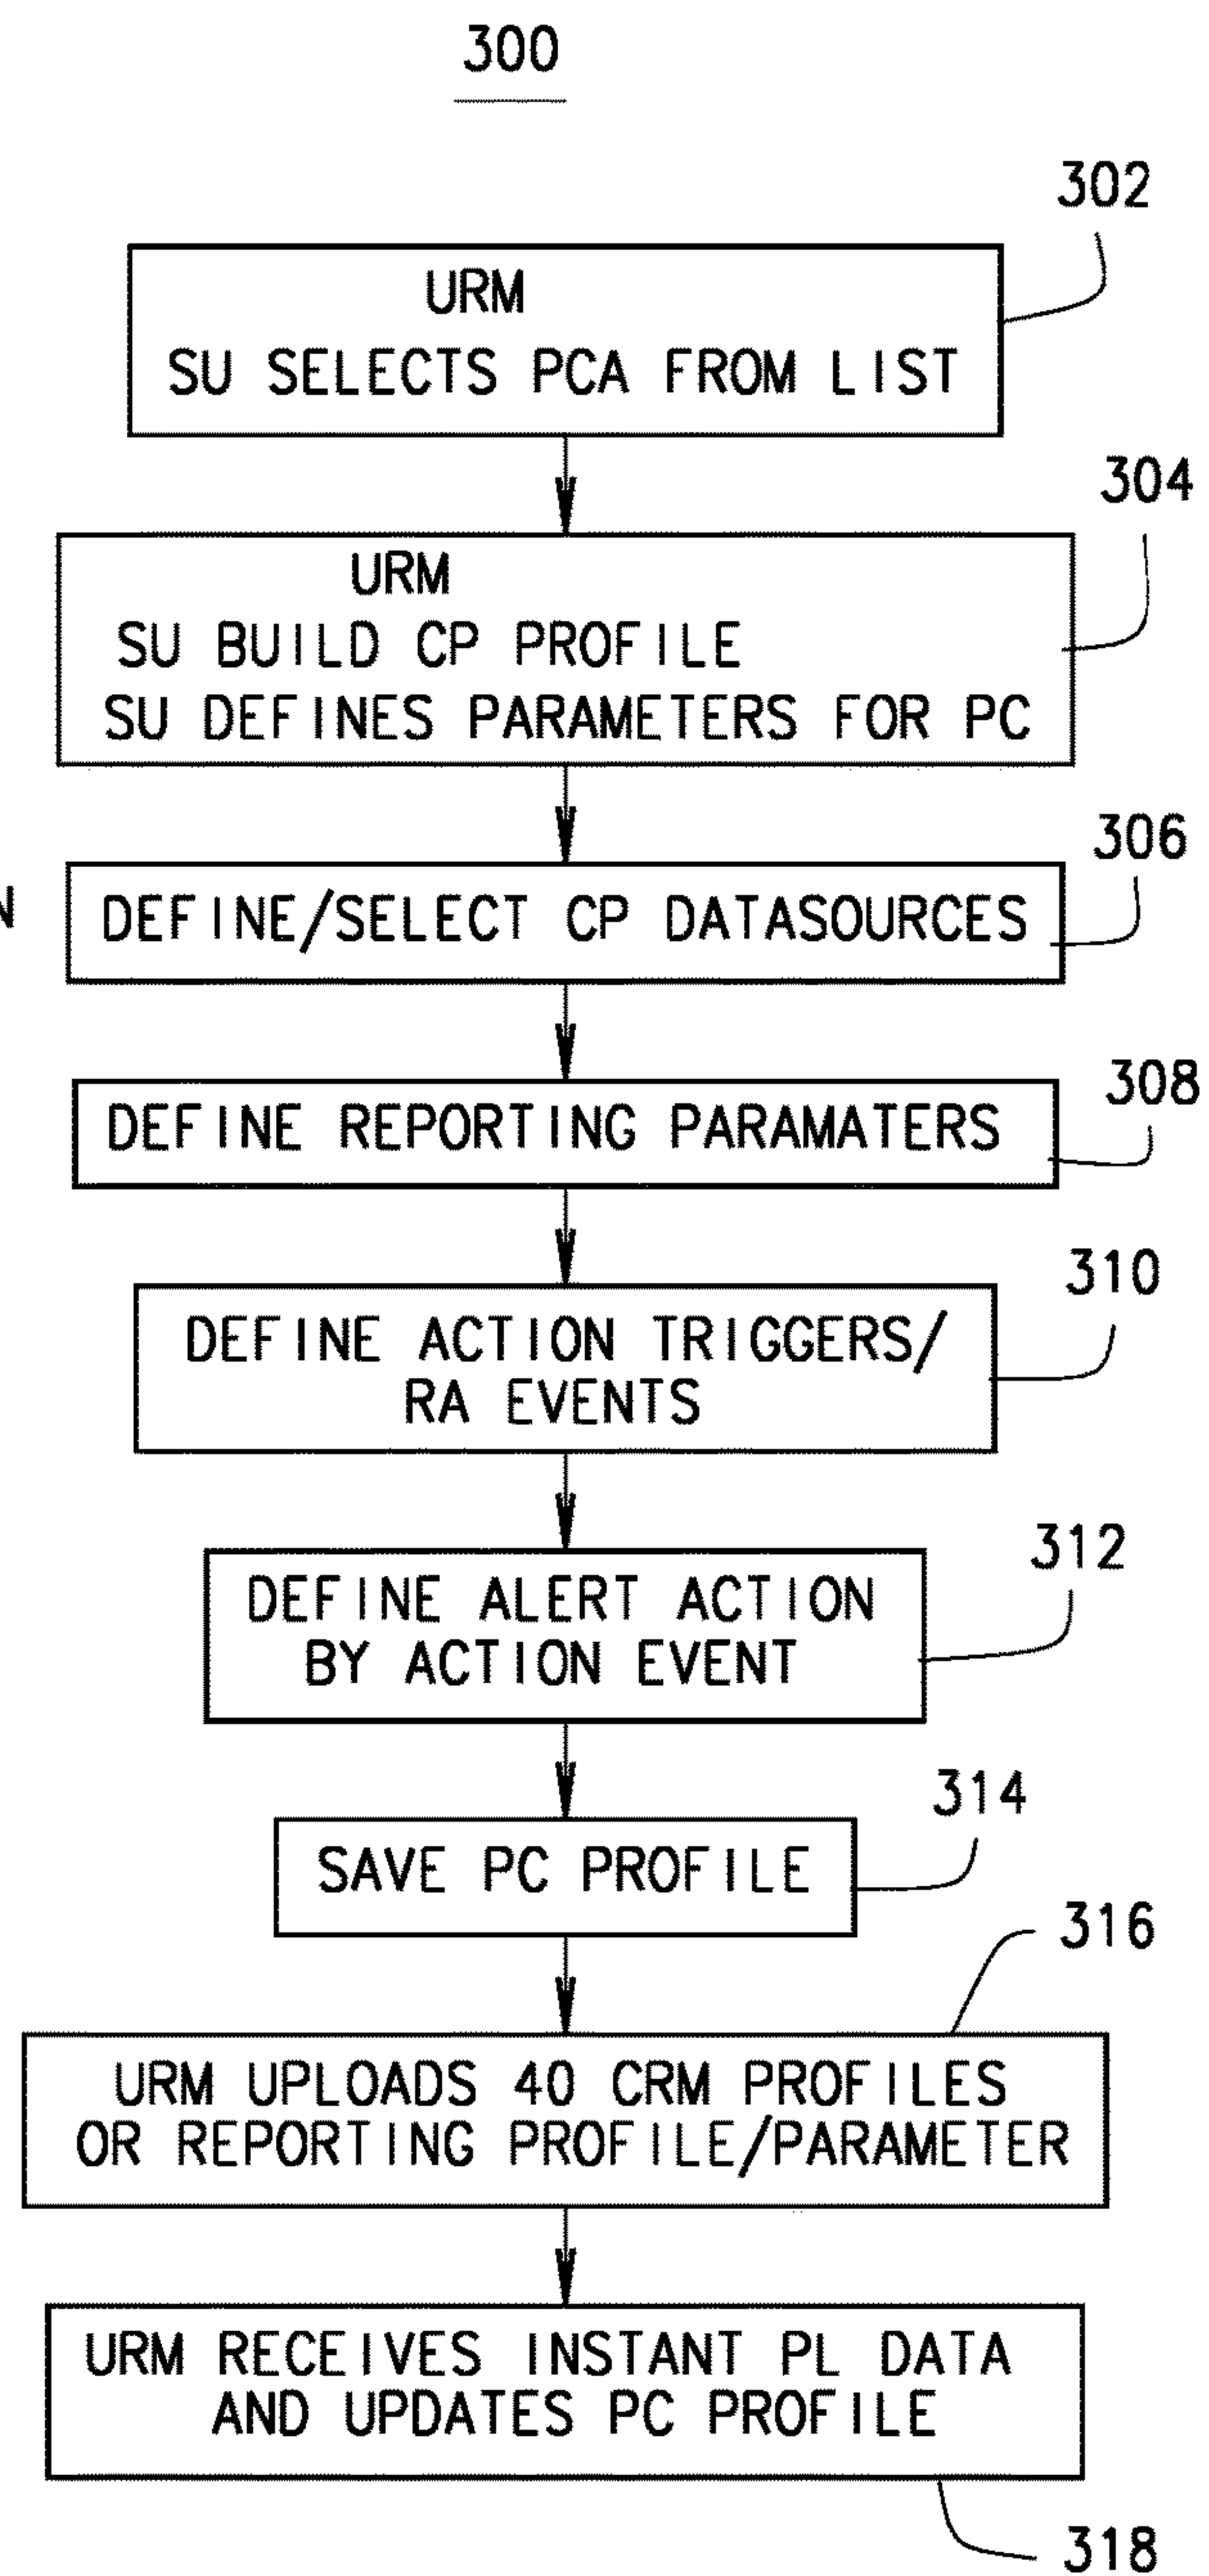 300
302
URM
SU SELECTS PCA FROM LIST
304
URM
SU BUILD CP PROFILE
SU DEFINES PARAMETERS FOR PC
306
N
DEFINE/SELECT CP DATASOURCES
308
DEFINE REPORTING PARAMATERS
310
DEFINE ACTION TRIGGERS/
RA EVENTS
312
DEFINE ALERT ACTION
BY ACTION EVENT
314
SAVE PC PROFILE
316
URM UPLOADS 40 CRM PROFILES
OR REPORTING PROFILE/PARAMETER
URM RECEIVES INSTANT PL DATA
AND UPDATES PC PROFILE
318